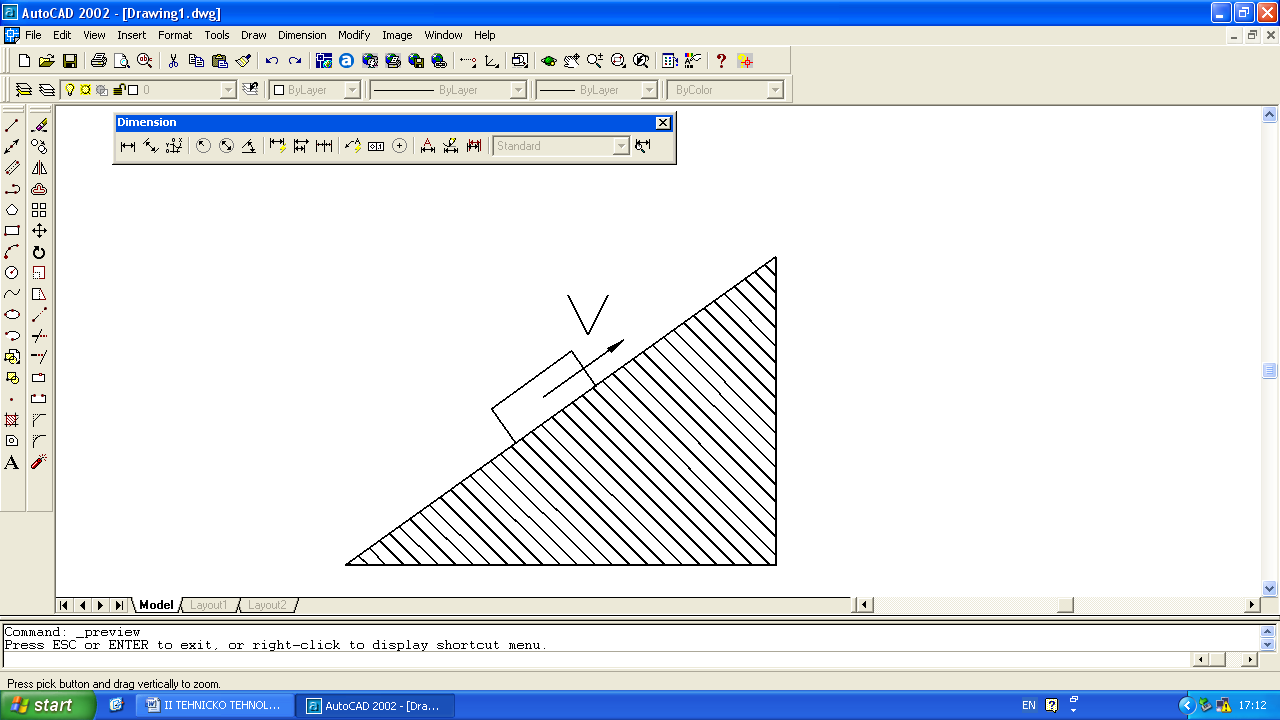 AutoCAD 2002 - [Drawing1.dwg]
File Edit View Insert Format Tools Draw Dimension Modify Image Window Help
0 ByLayer ByLayer ByLayer ByColor
Dimension
Standard
A
V
Model Layout1 Layout2
Command: _preview
Press ESC or ENTER to exit, or right-click to display shortcut menu.
Press pick button and drag vertically to zoom.
start II TEHNICKO TEHNOL... AutoCAD 2002 - [Dra... EN 17:12